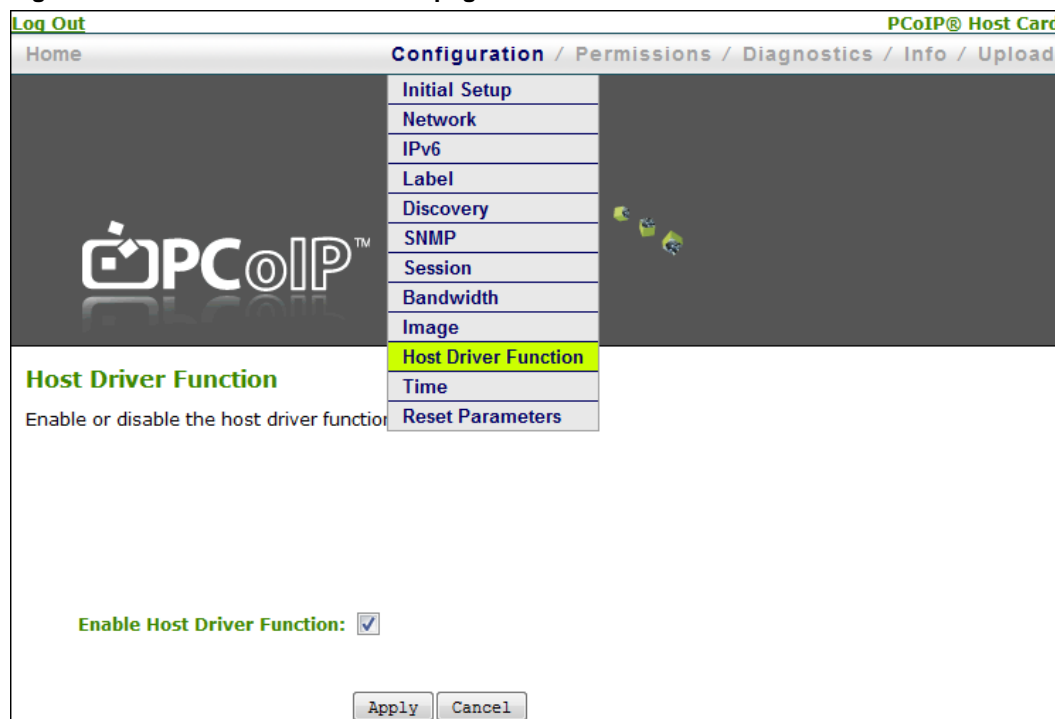 Log Out PCoIP® Host Card
Home Configuration / Permissions / Diagnostics / Info / Upload
Initial Setup
Network
IPv6
Label
Discovery
SNMP
Session
Bandwidth
Image
Host Driver Function
Time
Reset Parameters
PCoIP™
Host Driver Function
Enable or disable the host driver function
Enable Host Driver Function:
Apply Cancel